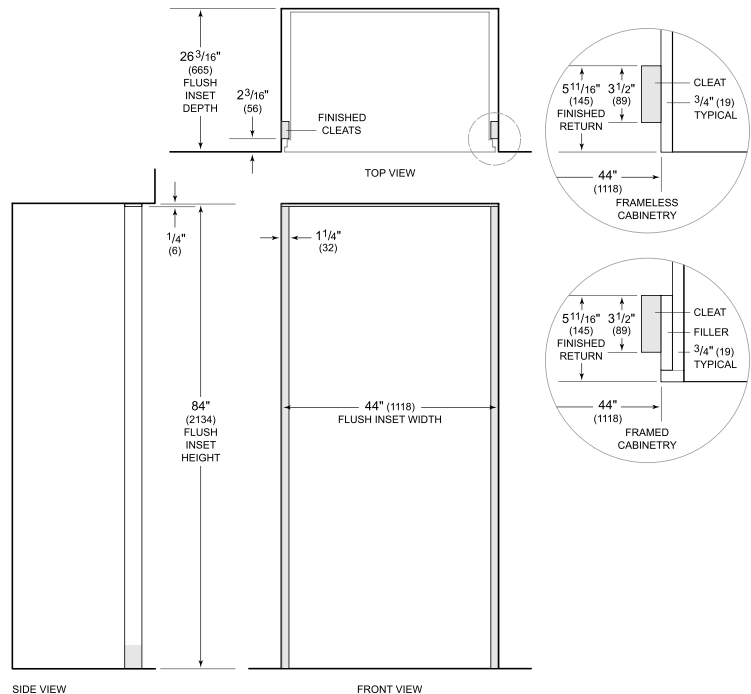 26 3/16"
(665)
FLUSH
INSET
DEPTH
2 3/16"
(56)
FINISHED
CLEATS
TOP VIEW
5 11/16"
(145)
FINISHED
RETURN
3 1/2"
(89)
CLEAT
3/4" (19)
TYPICAL
44"
(1118)
FRAMELESS
CABINETRY
1/4"
(6)
1 1/4"
(32)
5 11/16"
(145)
FINISHED
RETURN
3 1/2"
(89)
CLEAT
FILLER
3/4" (19)
TYPICAL
44"
(1118)
FRAMED
CABINETRY
84"
(2134)
FLUSH
INSET
HEIGHT
44" (1118)
FLUSH INSET WIDTH
SIDE VIEW
FRONT VIEW